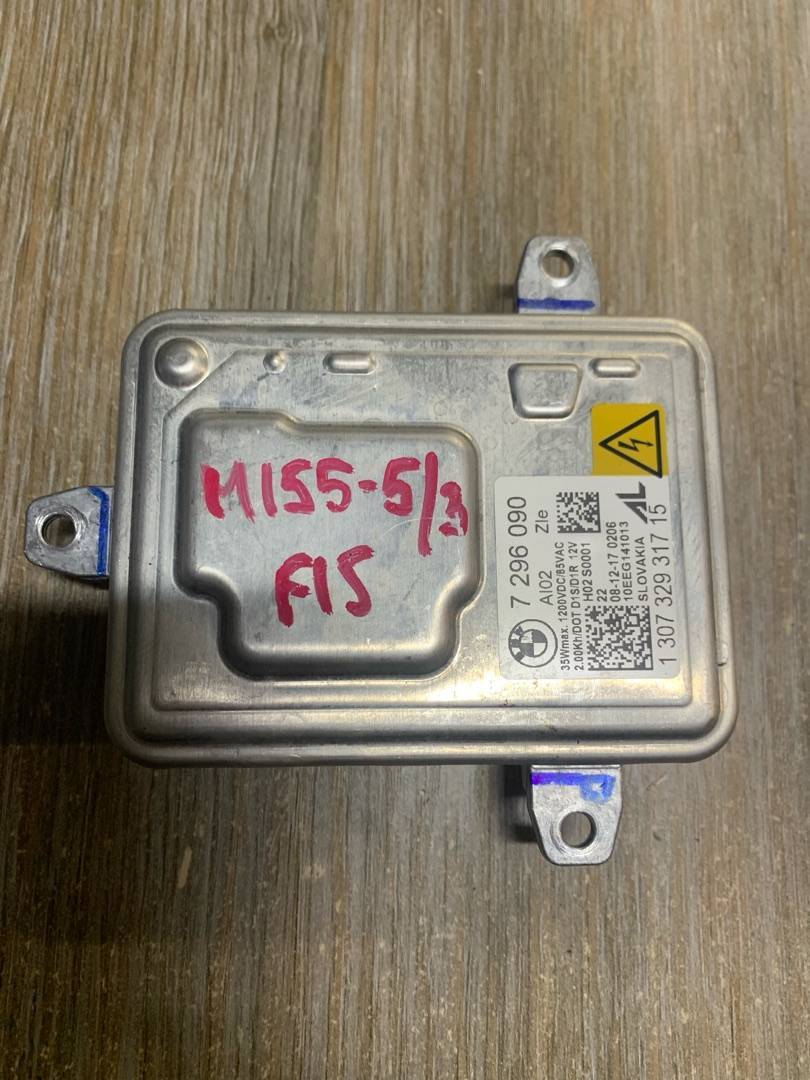 M155-5/3
F15
7 296 090
AI02 Zle
35Wmax. 1200VDC/85VAC
2.00Kh/DOT D1S/D1R 12V
H02 S0001
22
08-12-17 0206
10EEG141013
SLOVAKIA
AL
1 307 329 317 15
P